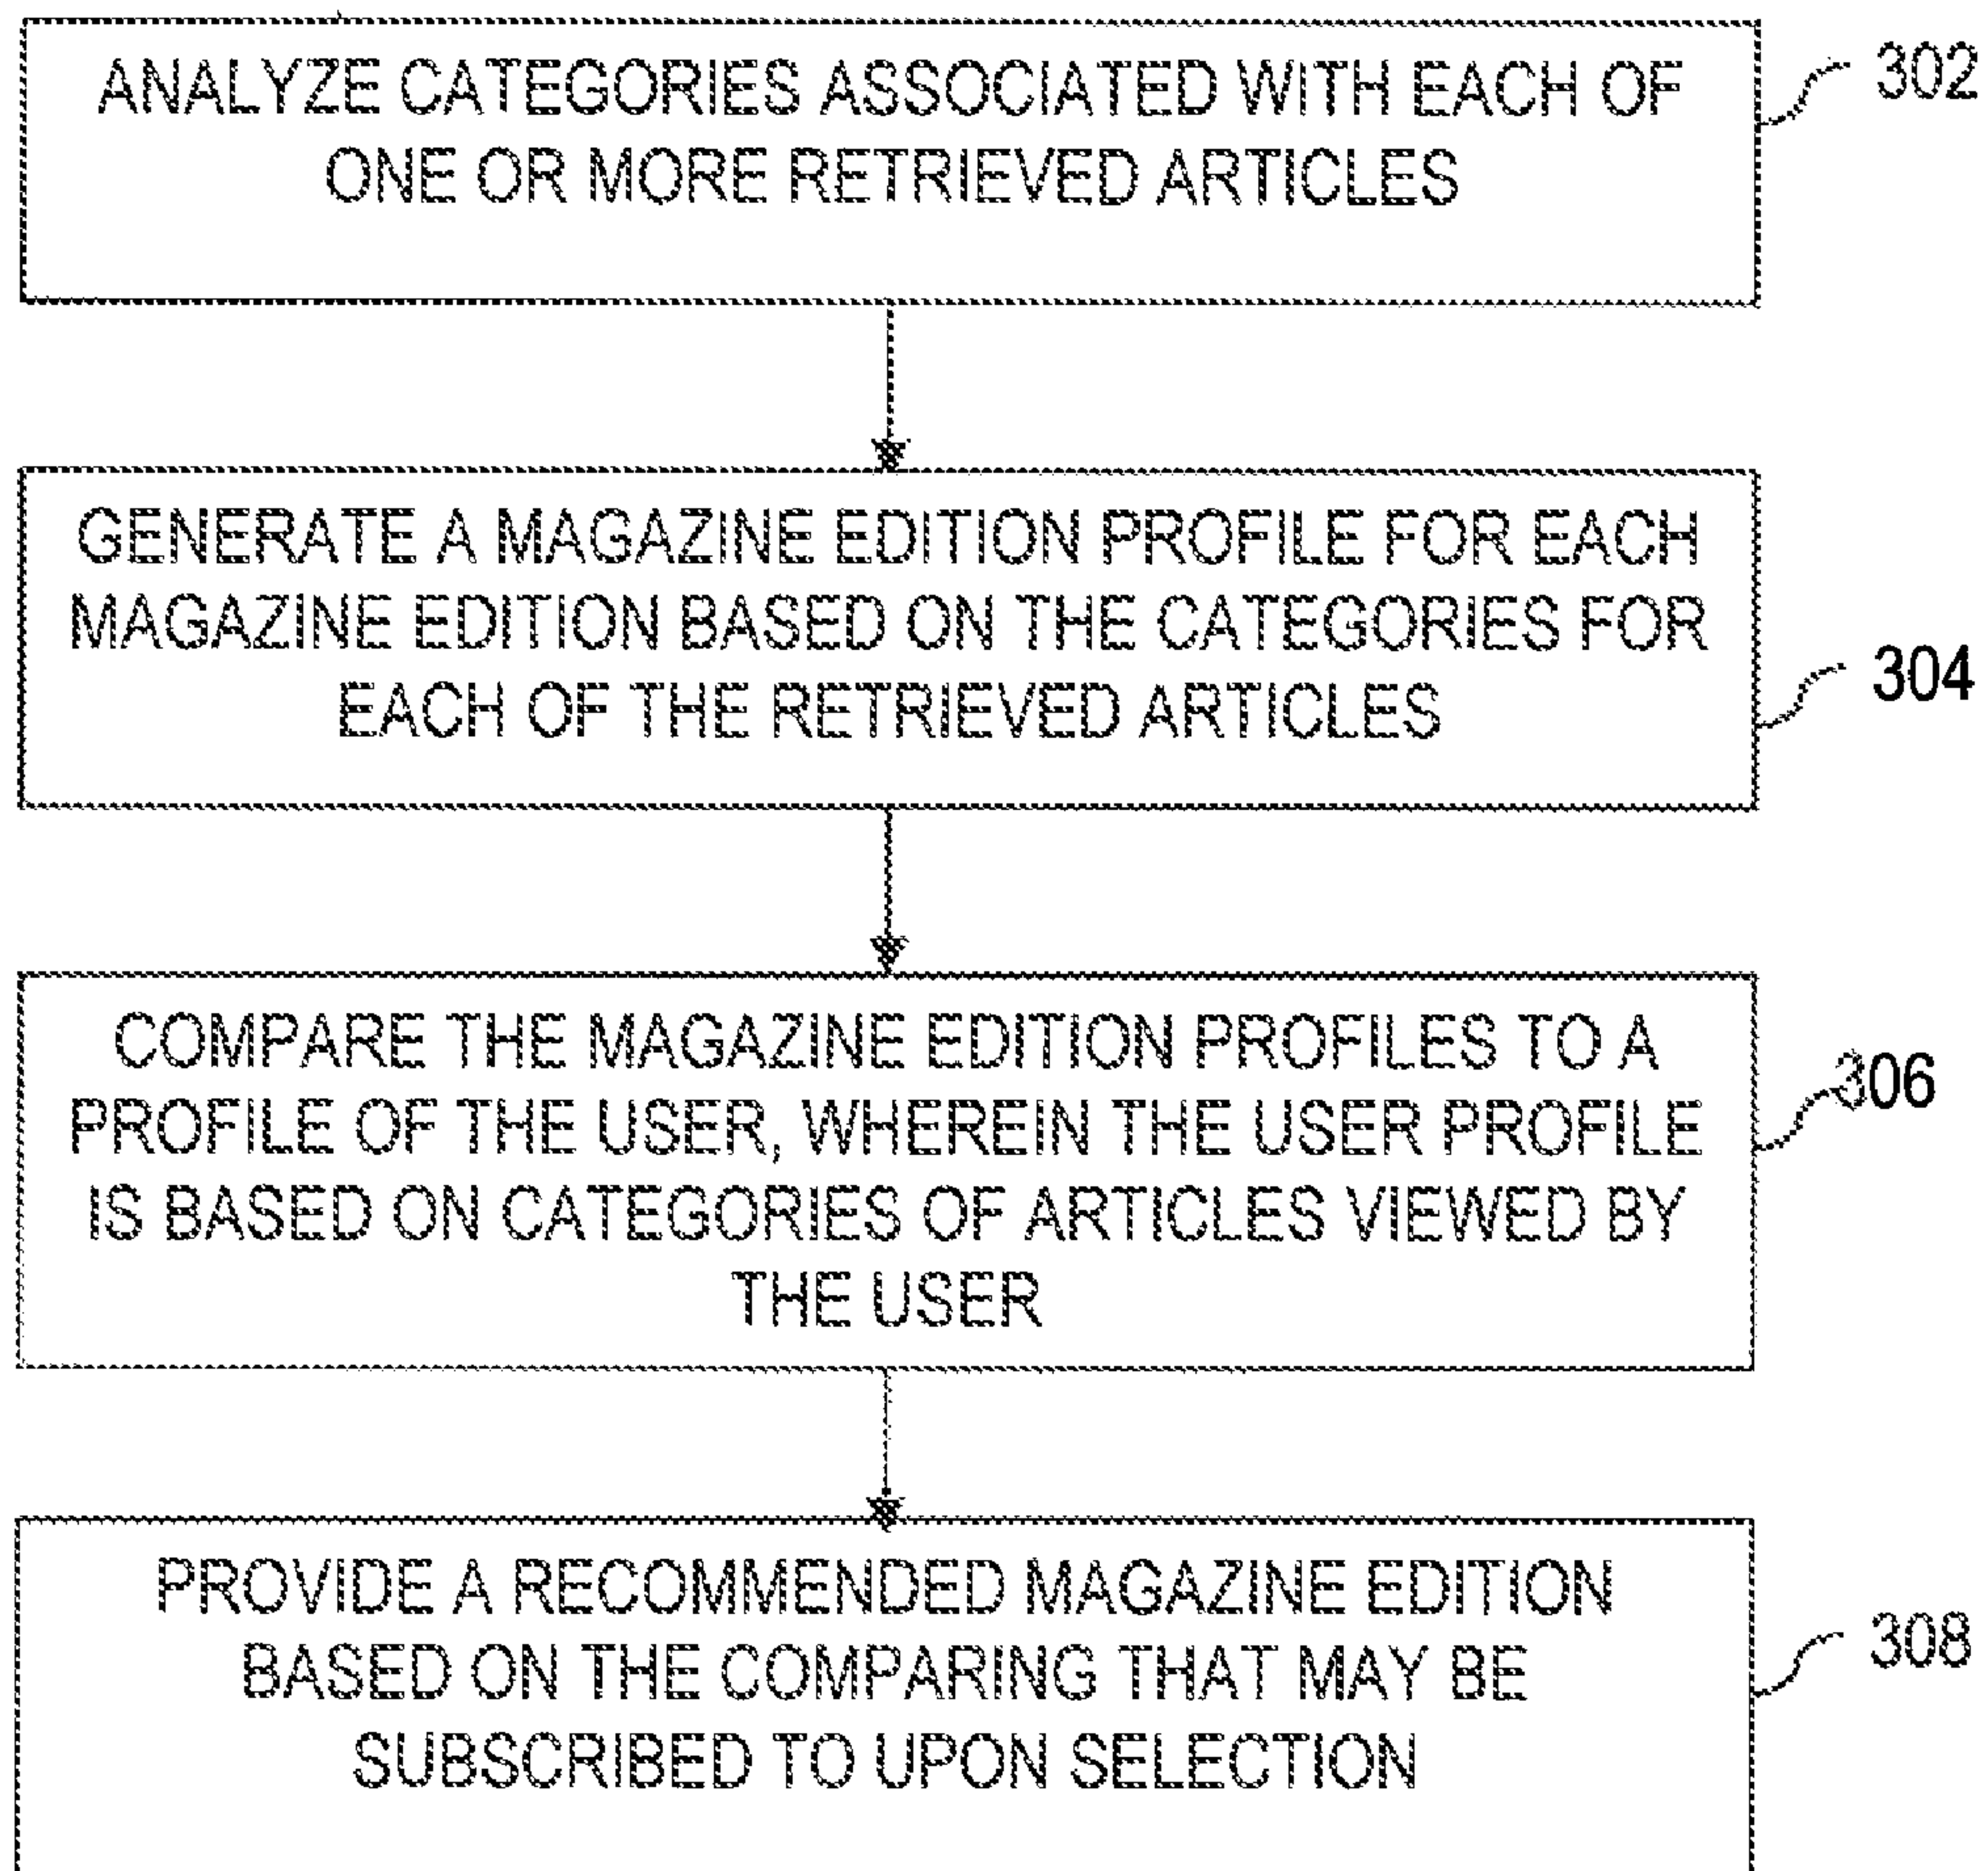 ANALYZE CATEGORIES ASSOCIATED WITH EACH OF
ONE OR MORE RETRIEVED ARTICLES
302
GENERATE A MAGAZINE EDITION PROFILE FOR EACH
MAGAZINE EDITION BASED ON THE CATEGORIES FOR
EACH OF THE RETRIEVED ARTICLES
304
COMPARE THE MAGAZINE EDITION PROFILES TO A
PROFILE OF THE USER, WHEREIN THE USER PROFILE
IS BASED ON CATEGORIES OF ARTICLES VIEWED BY
THE USER
306
PROVIDE A RECOMMENDED MAGAZINE EDITION
BASED ON THE COMPARING THAT MAY BE
SUBSCRIBED TO UPON SELECTION
308